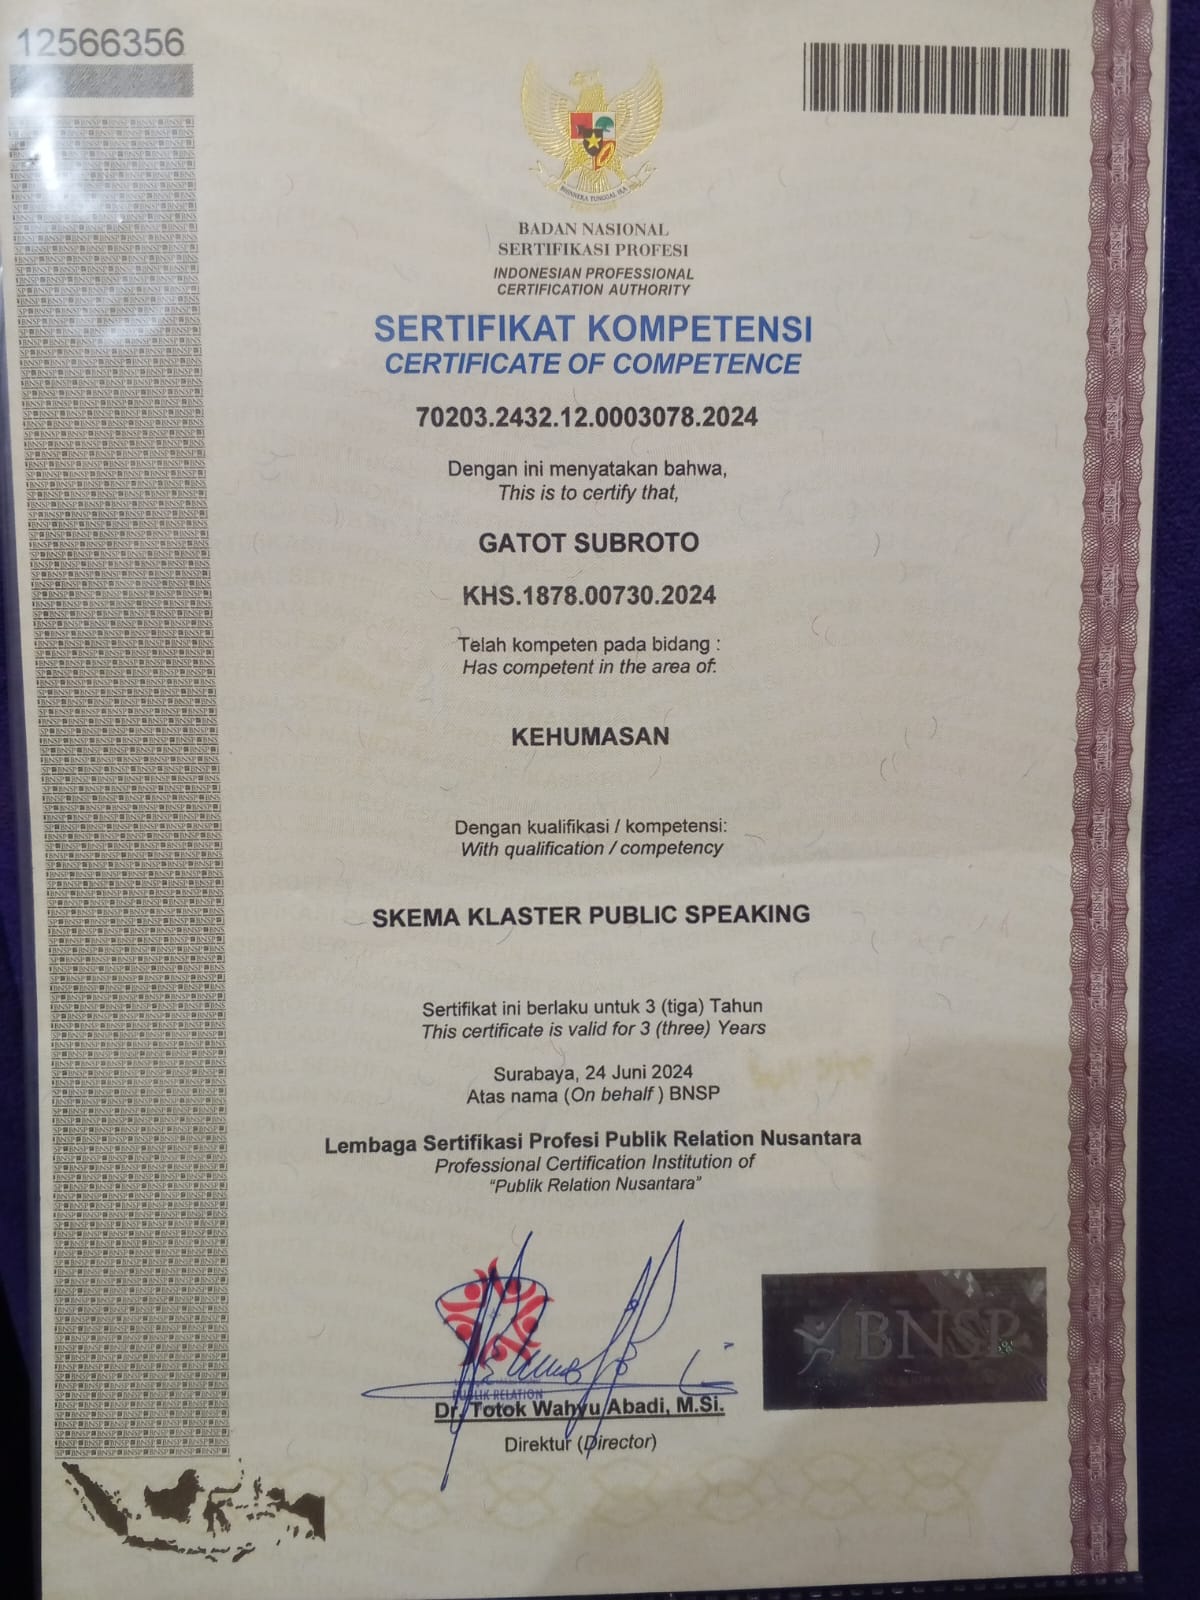 12566356
BHINNEKA TUNGGAL IKA
BADAN NASIONAL
SERTIFIKASI PROFESI
INDONESIAN PROFESSIONAL
CERTIFICATION AUTHORITY
SERTIFIKAT KOMPETENSI
CERTIFICATE OF COMPETENCE
70203.2432.12.0003078.2024
Dengan ini menyatakan bahwa,
This is to certify that,
GATOT SUBROTO
KHS.1878.00730.2024
Telah kompeten pada bidang :
Has competent in the area of:
KEHUMASAN
Dengan kualifikasi / kompetensi:
With qualification / competency
SKEMA KLASTER PUBLIC SPEAKING
Sertifikat ini berlaku untuk 3 (tiga) Tahun
This certificate is valid for 3 (three) Years
Surabaya, 24 Juni 2024
Atas nama (On behalf ) BNSP
Lembaga Sertifikasi Profesi Publik Relation Nusantara
Professional Certification Institution of
“Publik Relation Nusantara”
PUBLIK RELATION
BNSP
Dr. Totok Wahyu Abadi, M.Si.
Direktur (Director)